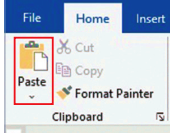 File Home Insert
Cut
Copy
Paste
Format Painter
Clipboard